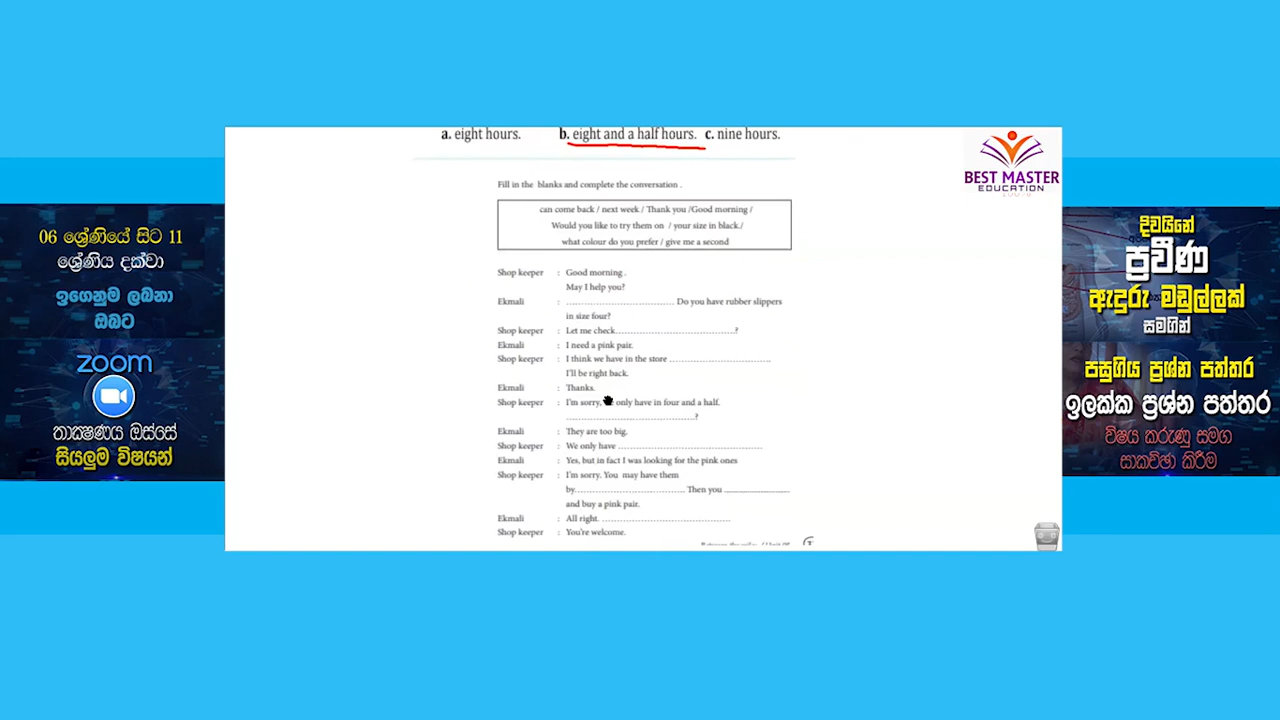 a. eight hours. b. eight and a half hours. c. nine hours.
Fill in the blanks and complete the conversation .
can come back / next week / Thank you /Good morning /
Would you like to try them on / your size in black./
what colour do you prefer / give me a second
Shop keeper : Good morning .
May I help you?
Ekmali : ........................................ Do you have rubber slippers
in size four?
Shop keeper : Let me check............................................?
Ekmali : I need a pink pair.
Shop keeper : I think we have in the store .....................................
I'll be right back.
Ekmali : Thanks.
Shop keeper : I'm sorry, only have in four and a half.
................................................?
Ekmali : They are too big.
Shop keeper : We only have .....................................................
Ekmali : Yes, but in fact I was looking for the pink ones
Shop keeper : I'm sorry. You may have them
by......................................... Then you .........................
and buy a pink pair.
Ekmali : All right. ...............................................
Shop keeper : You're welcome.
BEST MASTER
EDUCATION
06 ශ්‍රේණියේ සිට 11
ශ්‍රේණිය දක්වා
ඉගෙනුම ලබනා
ඔබට
zoom
තාක්ෂණය ඔස්සේ
සියලුම විෂයන්
දිවයිනේ
ප්‍රවීණ
ඇදුරු මඩුල්ලක්
සමගින්
පසුගිය ප්‍රශ්න පත්තර
ඉලක්ක ප්‍රශ්න පත්තර
විෂය කරුණු සමග
සාකච්ඡා කිරීම